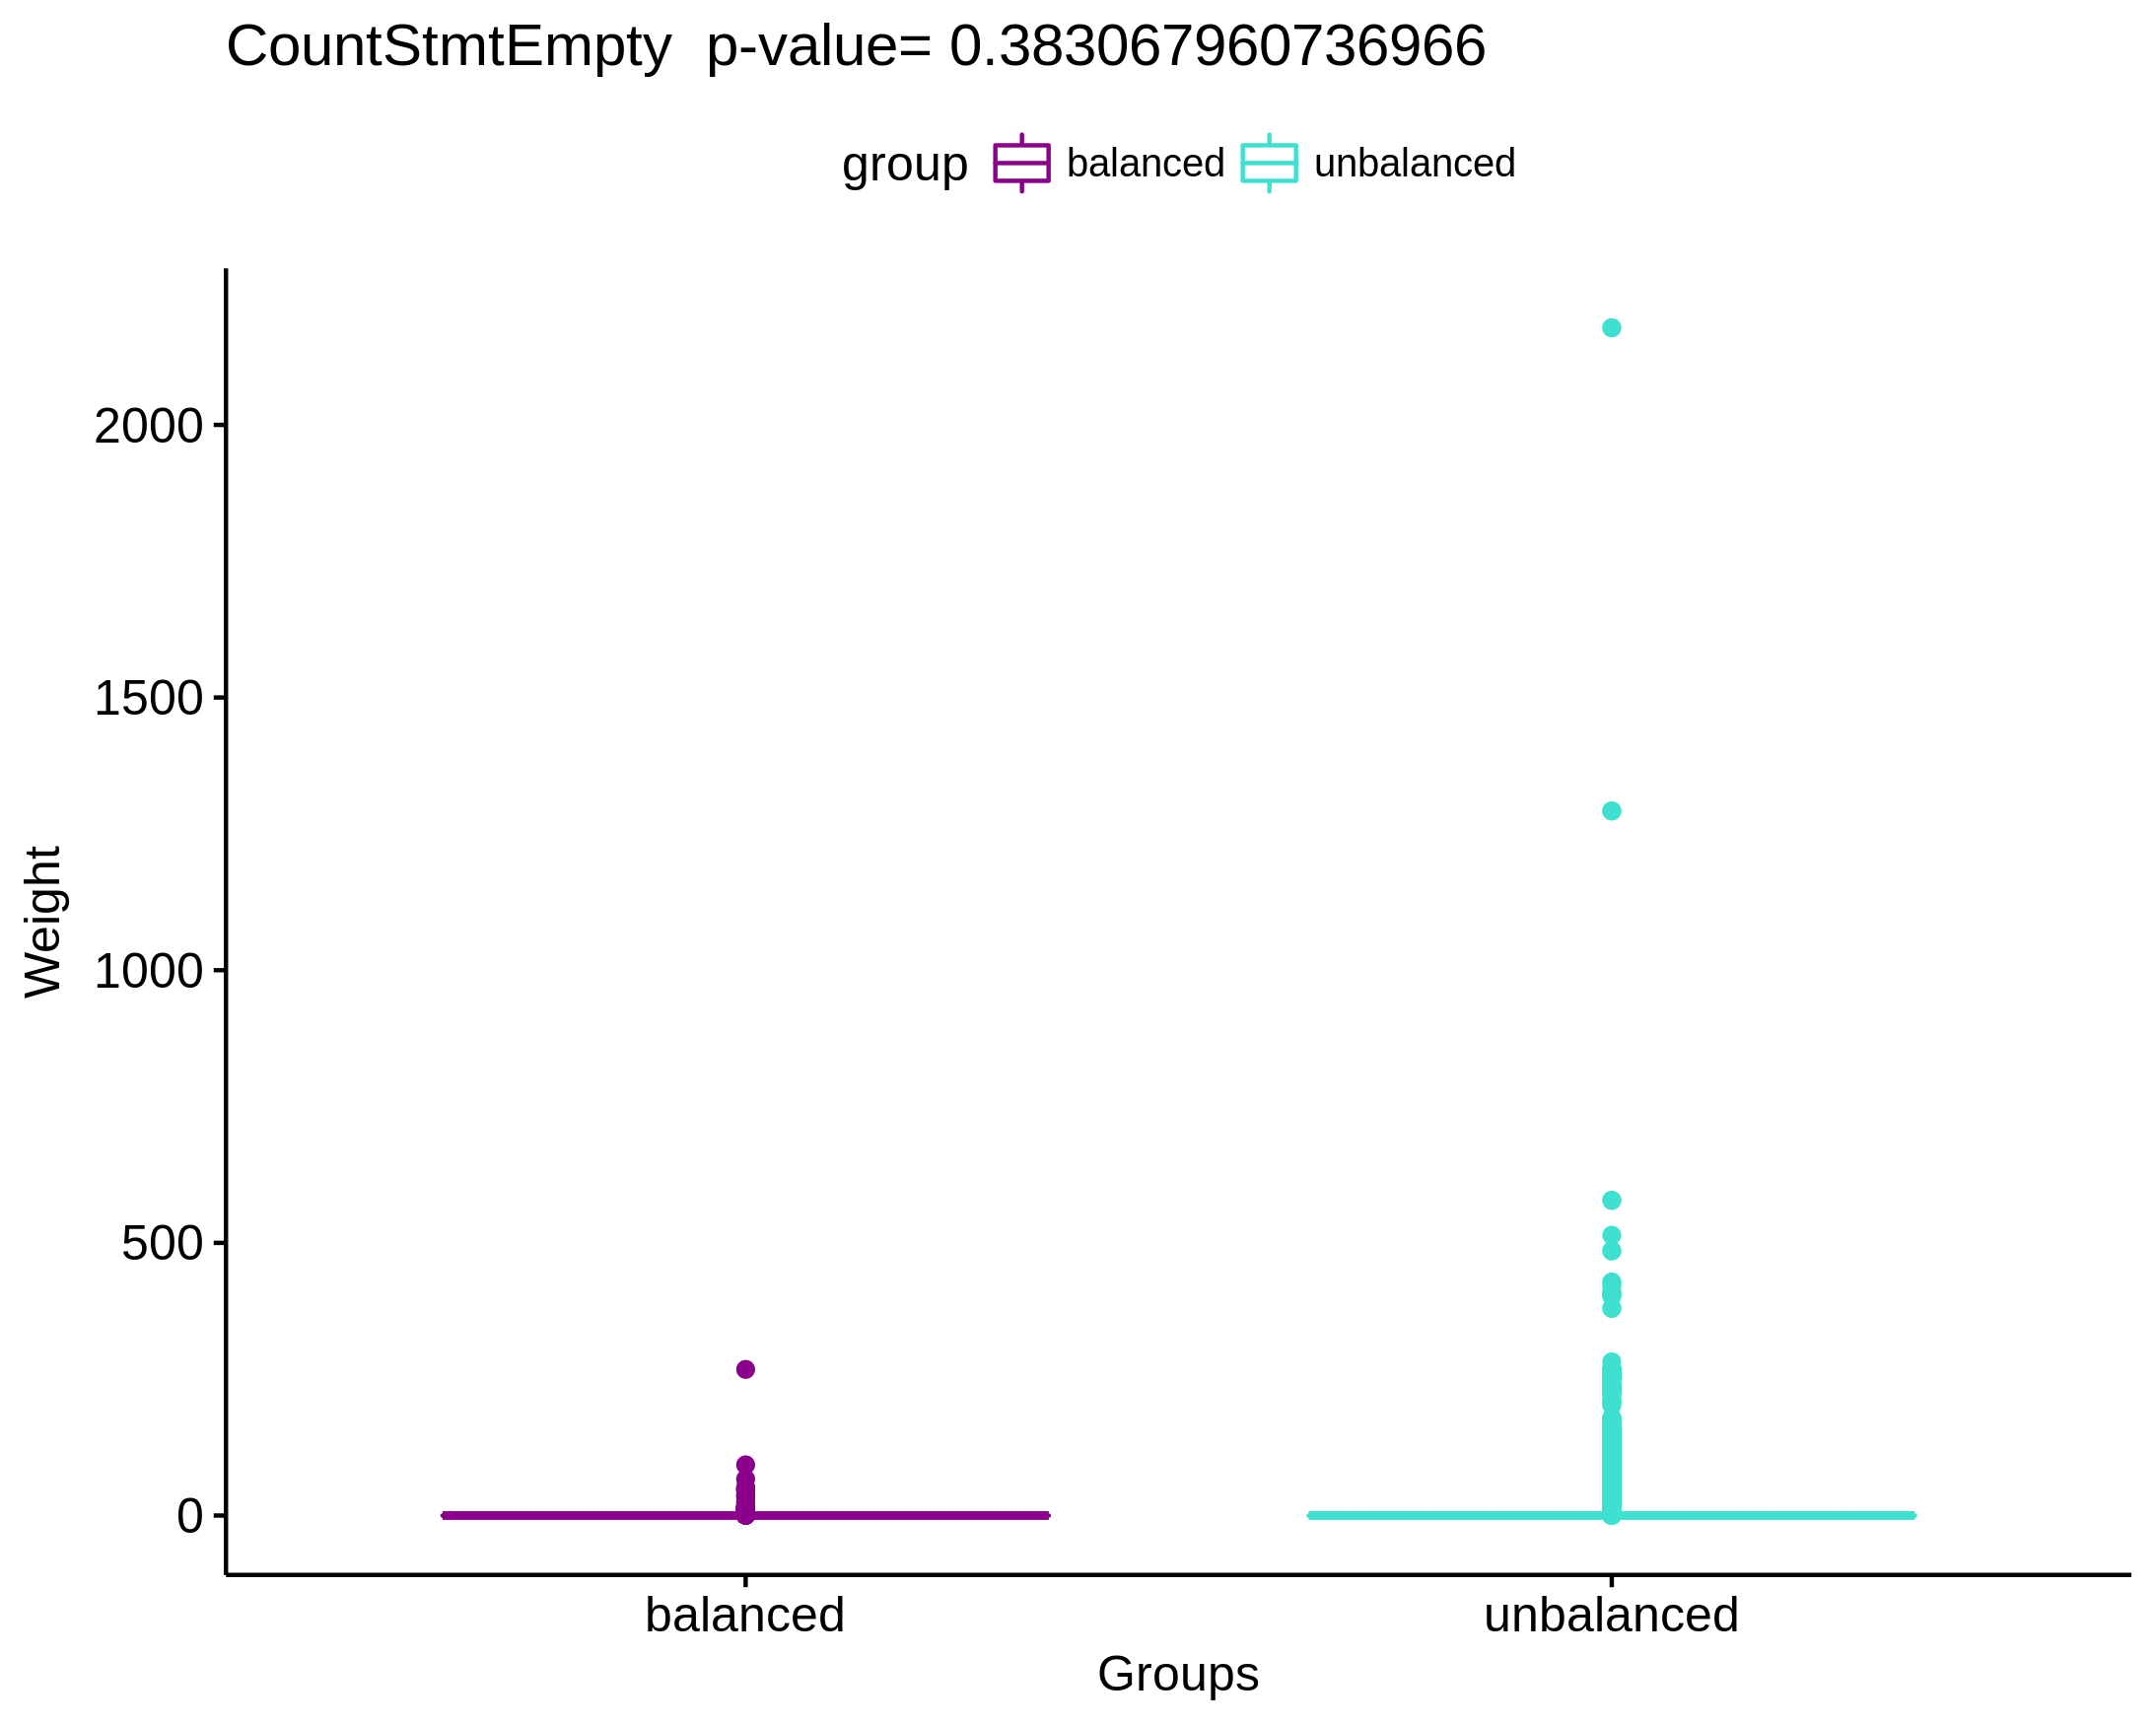 CountStmtEmpty  p-value= 0.383067960736966
group balanced unbalanced
2000
1500
1000
500
0
Weight
balanced unbalanced
Groups